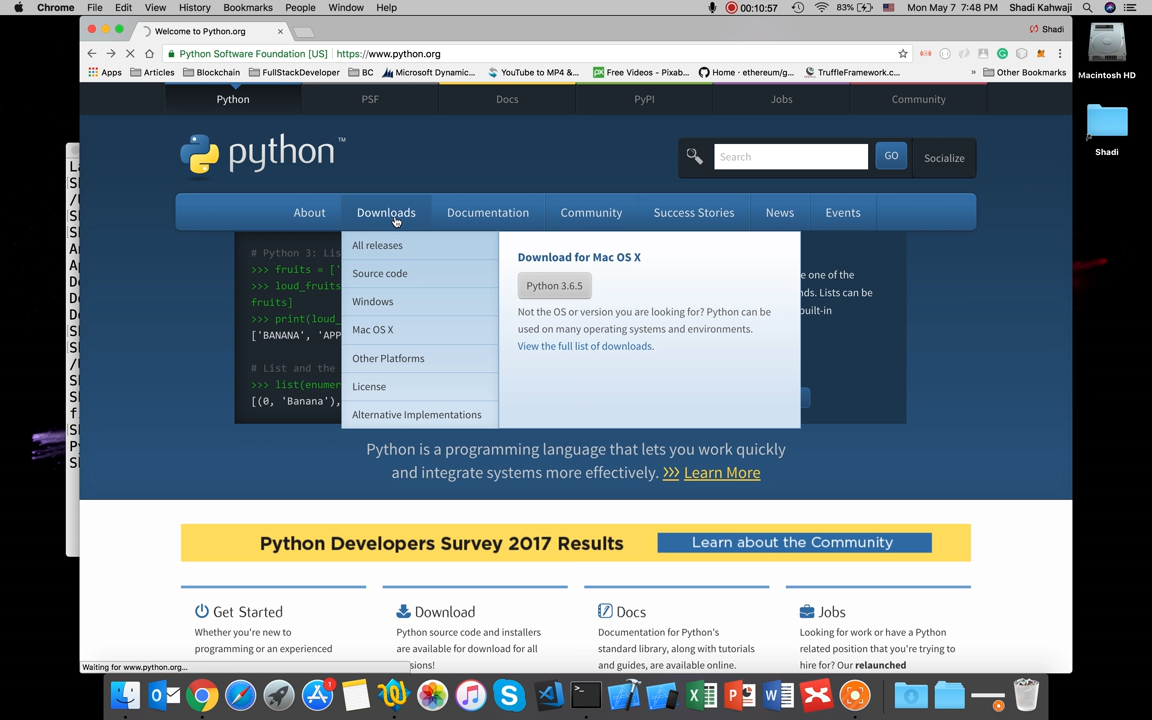 Chrome File Edit View History Bookmarks People Window Help 00:10:57 83% Mon May 7 7:48 PM Shadi Kahwaji
Welcome to Python.org Shadi
Python Software Foundation [US] https://www.python.org
Apps Articles Blockchain FullStackDeveloper BC Microsoft Dynamic... YouTube to MP4 &... Free Videos - Pixab... Home · ethereum/g... TruffleFramework.c... » Other Bookmarks
Macintosh HD
Shadi
Python PSF Docs PyPI Jobs Community
python™
Search GO Socialize
About Downloads Documentation Community Success Stories News Events
# Python 3: Lis
>>> fruits = ['
>>> loud_fruits
fruits]
>>> print(loud_
['BANANA', 'APP
# List and the
>>> list(enumer
[(0, 'Banana'),
All releases
Source code
Windows
Mac OS X
Other Platforms
License
Alternative Implementations
Download for Mac OS X
Python 3.6.5
Not the OS or version you are looking for? Python can be
used on many operating systems and environments.
View the full list of downloads.
e one of the
nds. Lists can be
built-in
Python is a programming language that lets you work quickly
and integrate systems more effectively. >>> Learn More
Python Developers Survey 2017 Results Learn about the Community
Get Started
Whether you're new to
programming or an experienced
Download
Python source code and installers
are available for download for all
sions!
Docs
Documentation for Python's
standard library, along with tutorials
and guides, are available online.
Jobs
Looking for work or have a Python
related position that you're trying to
hire for? Our relaunched
Waiting for www.python.org...